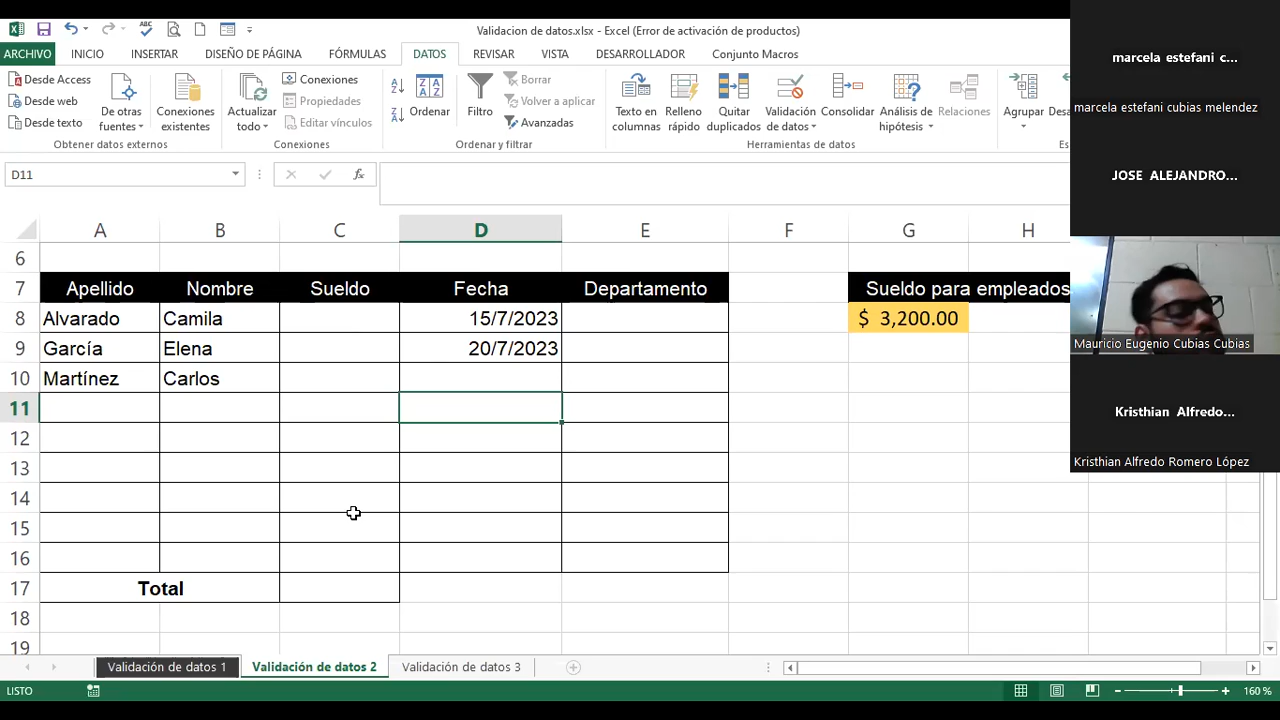 Validacion de datos.xlsx - Excel (Error de activación de productos)
ARCHIVO INICIO INSERTAR DISEÑO DE PÁGINA FÓRMULAS DATOS REVISAR VISTA DESARROLLADOR Conjunto Macros
Desde Access
Desde web
Desde texto
De otras fuentes
Conexiones existentes
Obtener datos externos
Actualizar todo
Conexiones
Propiedades
Editar vínculos
Conexiones
Ordenar
Filtro
Borrar
Volver a aplicar
Avanzadas
Ordenar y filtrar
Texto en columnas
Relleno rápido
Quitar duplicados
Validación de datos
Consolidar
Análisis de hipótesis
Relaciones
Herramientas de datos
Agrupar
Desa
Es
D11
A B C D E F G H
6
7 Apellido Nombre Sueldo Fecha Departamento Sueldo para empleados
8 Alvarado Camila 15/7/2023 $ 3,200.00
9 García Elena 20/7/2023
10 Martínez Carlos
11
12
13
14
15
16
17 Total
18
19
Validación de datos 1 Validación de datos 2 Validación de datos 3
LISTO
160 %
marcela estefani c...
marcela estefani cubias melendez
JOSE ALEJANDRO...
Mauricio Eugenio Cubias Cubias
Kristhian Alfredo...
Kristhian Alfredo Romero López